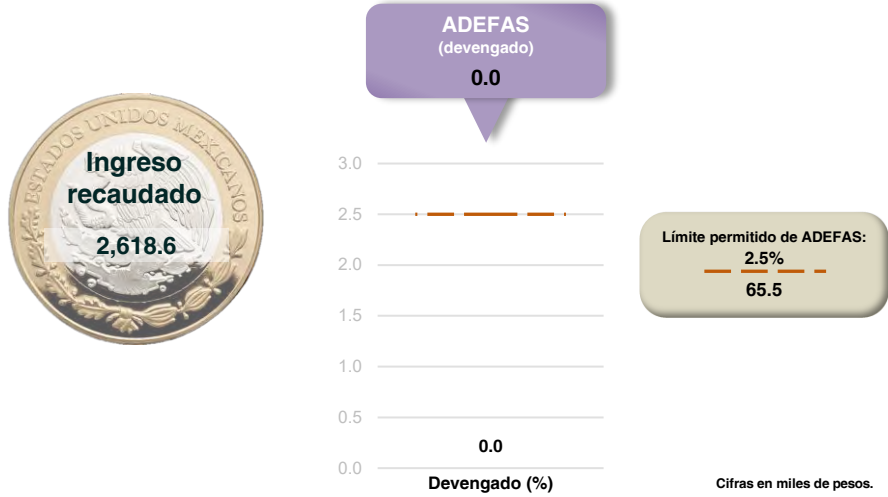 ADEFAS
(devengado)
0.0
ESTADOS UNIDOS MEXICANOS
Ingreso
recaudado
2,618.6
3.0
2.5
2.0
1.5
1.0
0.5
0.0
0.0
Devengado (%)
Límite permitido de ADEFAS:
2.5%
65.5
Cifras en miles de pesos.